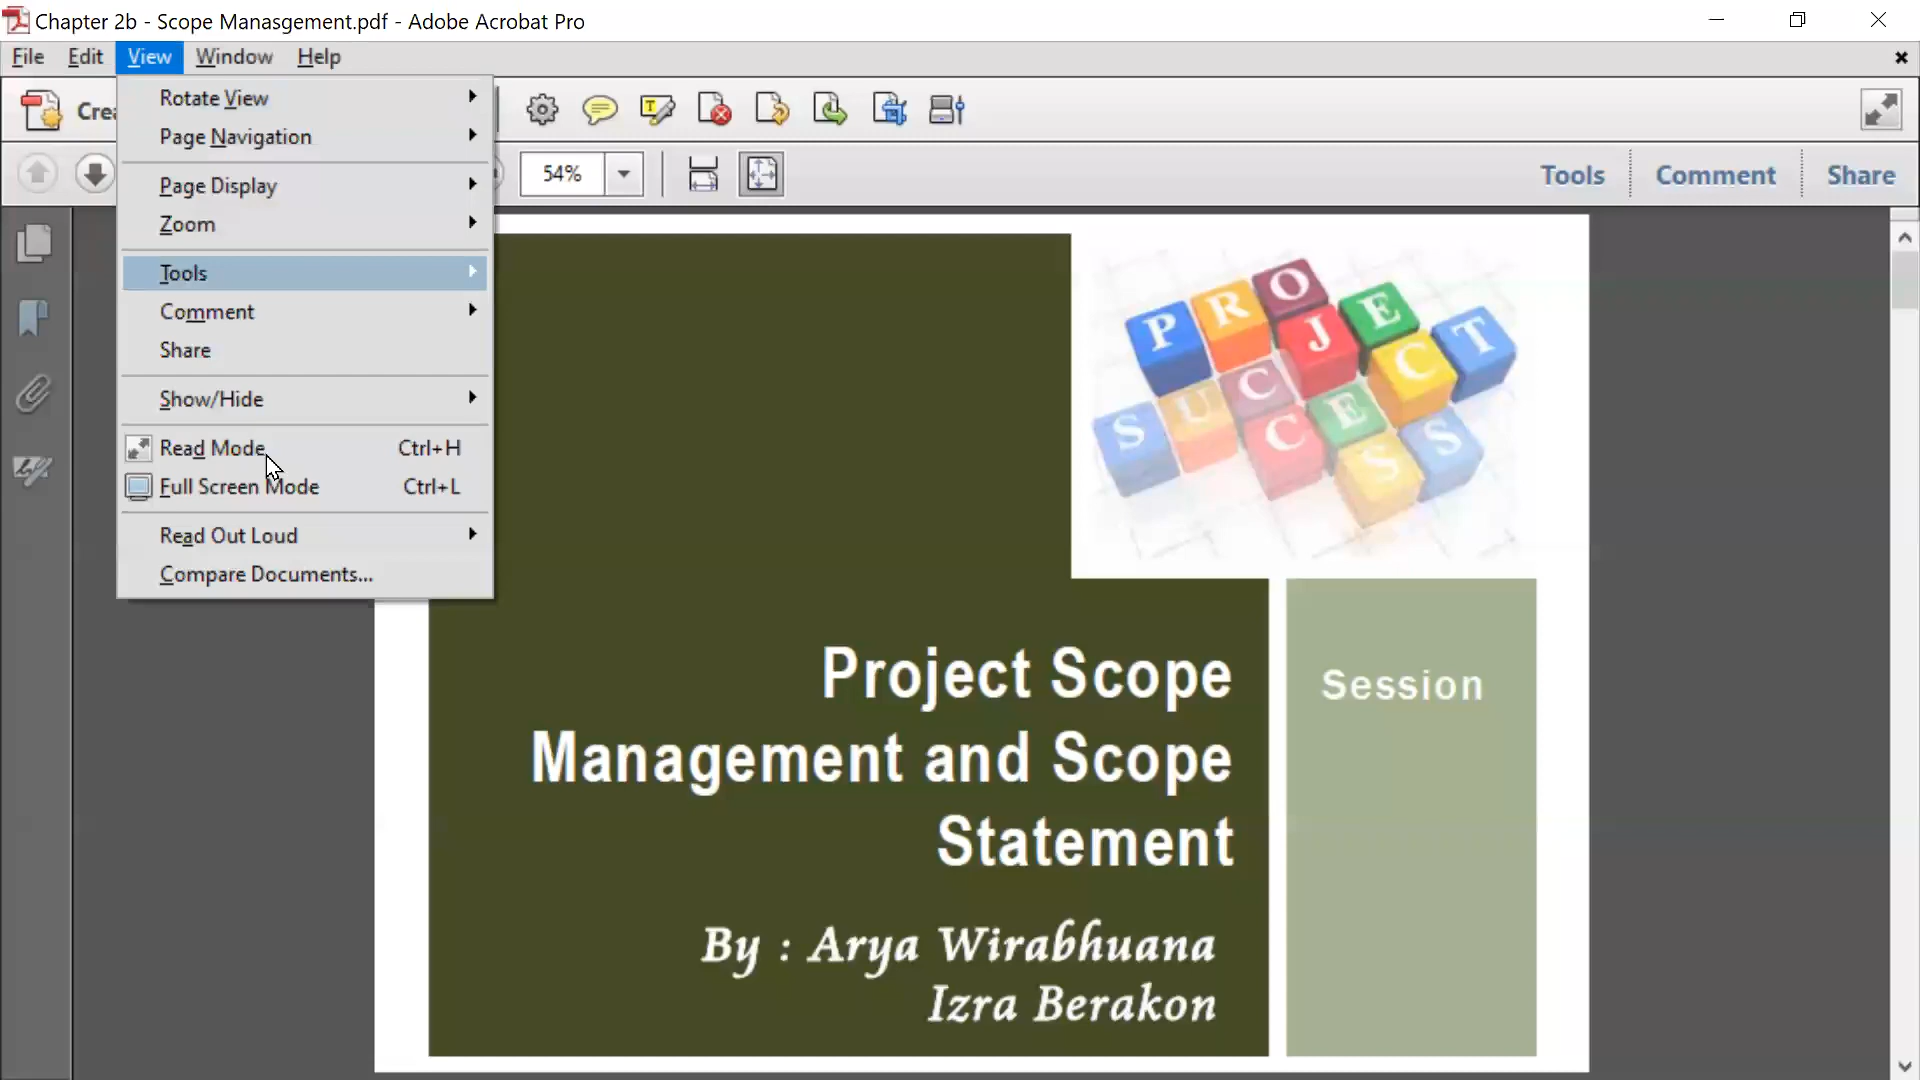 Chapter 2b - Scope Manasgement.pdf - Adobe Acrobat Pro
File Edit View Window Help
Rotate View
Page Navigation
54%
Tools Comment Share
Page Display
Zoom
Tools
Comment
Share
Show/Hide
Read Mode Ctrl+H
Full Screen Mode Ctrl+L
Read Out Loud
Compare Documents...
PROJECT
SUCCESS
Project Scope
Management and Scope
Statement
Session
By : Arya Wirabhuana
Izra Berakon